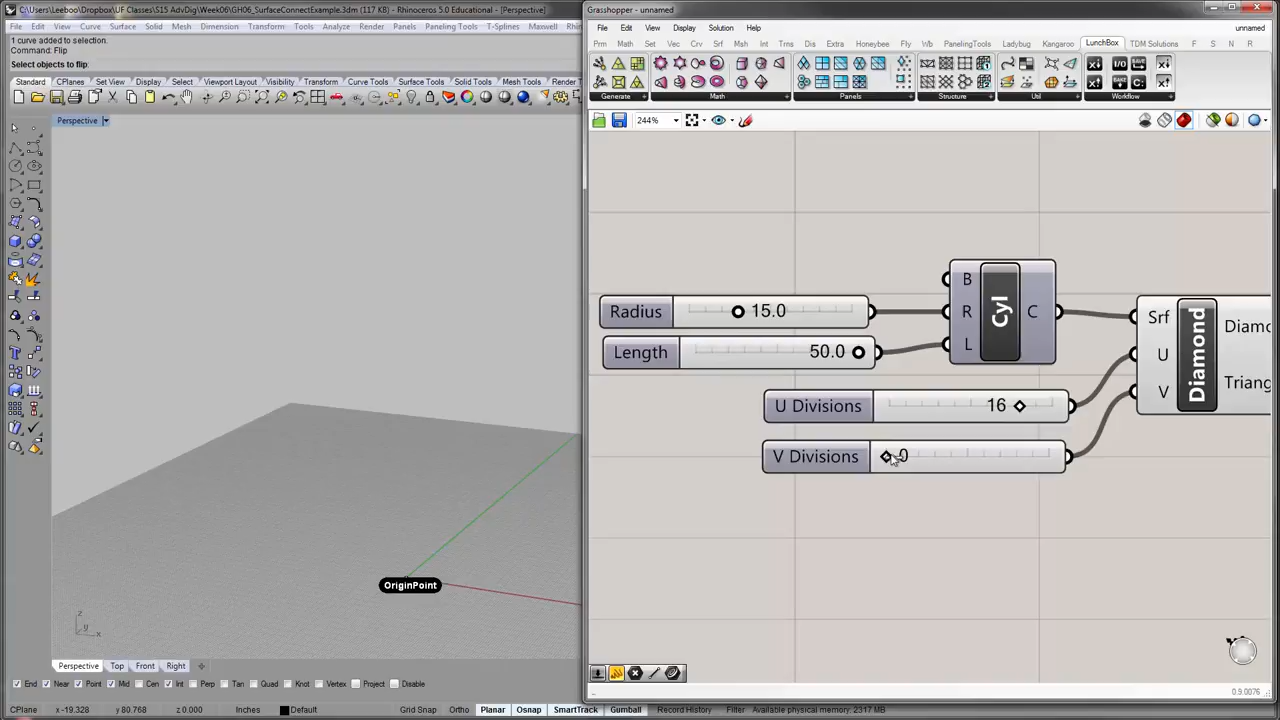 C:\Users\Leeboo\Dropbox\UF Classes\S15 AdvDig\Week06\GH06_SurfaceConnectExample.3dm (117 KB) - Rhinoceros 5.0 Educational - [Perspective]
File Edit View Curve Surface Solid Mesh Dimension Transform Tools Analyze Render Panels Paneling Tools T-Splines Maxwell Rhin
1 curve added to selection.
Command: Flip
Select objects to flip:
Standard CPlanes Set View Display Select Viewport Layout Visibility Transform Curve Tools Surface Tools Solid Tools Mesh Tools Render T
Perspective
OriginPoint
z
y
x
Perspective Top Front Right
End Near Point Mid Cen Int Perp Tan Quad Knot Vertex Project Disable
CPlane x -19.328 y 80.768 z 0.000 Inches Default Grid Snap Ortho Planar Osnap SmartTrack Gumball Record History Filter Available physical memory: 2317 MB
Grasshopper - unnamed
File Edit View Display Solution Help unnamed
Prm Math Set Vec Crv Srf Msh Int Trns Dis Extra Honeybee Fly Wb PanelingTools Ladybug Kangaroo LunchBox TDM Solutions F S N R
Generate Math Panels Structure Util Workflow
244%
Radius 15.0
Length 50.0
B
R
L
Cyl
C
U Divisions 16
V Divisions 0
Srf
U
V
Diamond
Diamo
Triang
0.9.0076